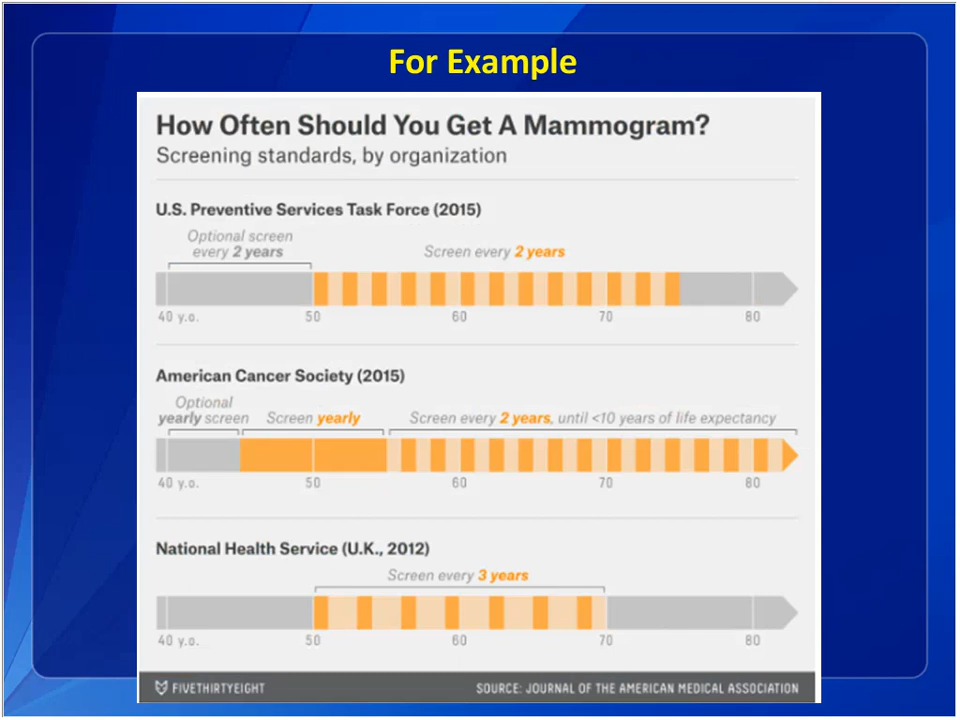 For Example
How Often Should You Get A Mammogram?
Screening standards, by organization
U.S. Preventive Services Task Force (2015)
Optional screen
every 2 years
Screen every 2 years
40 y.o. 50 60 70 80
American Cancer Society (2015)
Optional
yearly screen
Screen yearly
Screen every 2 years, until <10 years of life expectancy
40 y.o. 50 60 70 80
National Health Service (U.K., 2012)
Screen every 3 years
40 y.o. 50 60 70 80
FIVETHIRTYEIGHT
SOURCE: JOURNAL OF THE AMERICAN MEDICAL ASSOCIATION